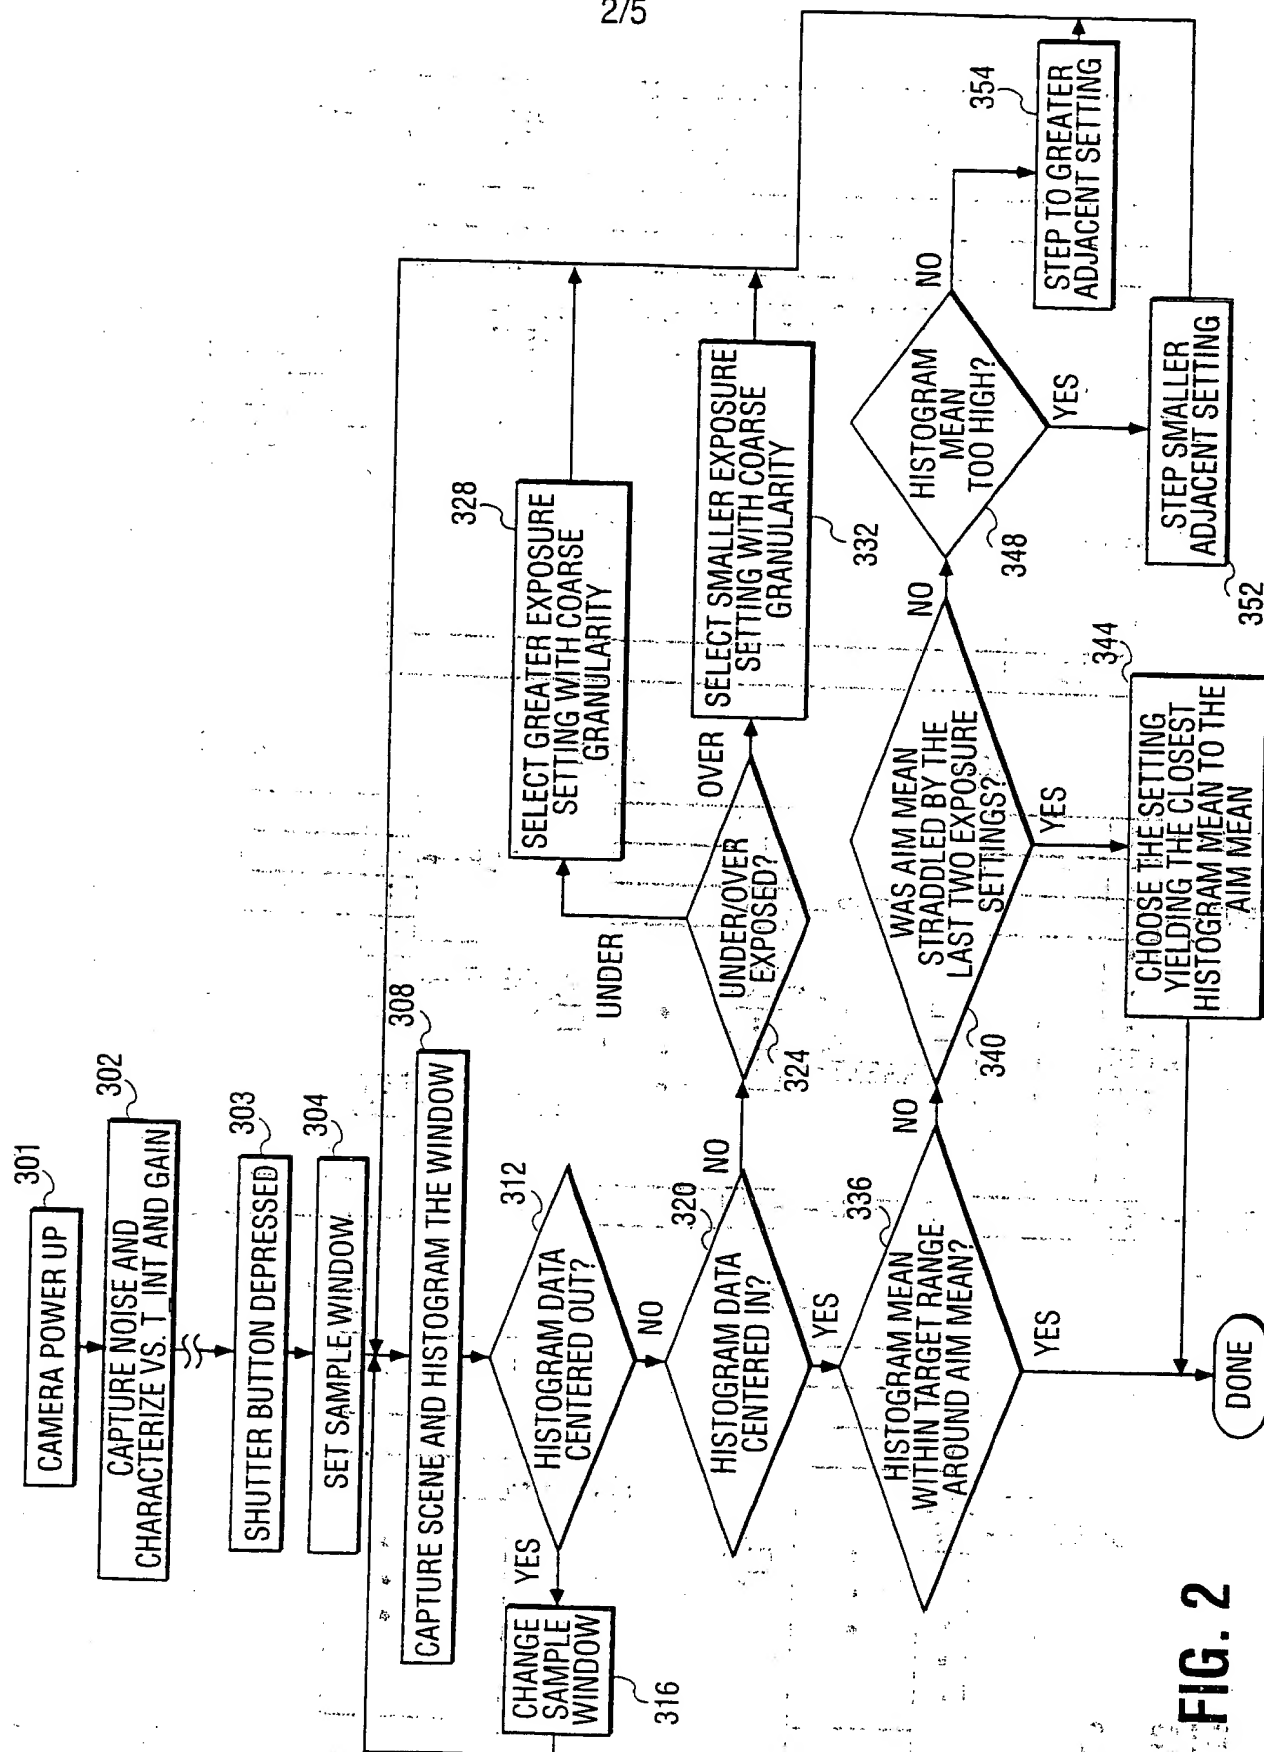 2/5
CAMERA POWER UP
301
CAPTURE NOISE AND
CHARACTERIZE VS. T_INT AND GAIN
302
SHUTTER BUTTON DEPRESSED
303
SET SAMPLE WINDOW
304
CAPTURE SCENE AND HISTOGRAM THE WINDOW
308
HISTOGRAM DATA
CENTERED OUT?
312
YES
CHANGE
SAMPLE
WINDOW
316
NO
HISTOGRAM DATA
CENTERED IN?
320
NO
UNDER/OVER
EXPOSED?
324
UNDER
SELECT GREATER EXPOSURE
SETTING WITH COARSE
GRANULARITY
328
OVER
SELECT SMALLER EXPOSURE
SETTING WITH COARSE
GRANULARITY
332
YES
HISTOGRAM MEAN
WITHIN TARGET RANGE
AROUND AIM MEAN?
336
NO
WAS AIM MEAN
STRADDLED BY THE
LAST TWO EXPOSURE
SETTINGS?
340
YES
CHOOSE THE SETTING
YIELDING THE CLOSEST
HISTOGRAM MEAN TO THE
AIM MEAN
344
NO
HISTOGRAM
MEAN
TOO HIGH?
348
YES
STEP SMALLER
ADJACENT SETTING
352
NO
STEP TO GREATER
ADJACENT SETTING
354
YES
DONE
FIG. 2